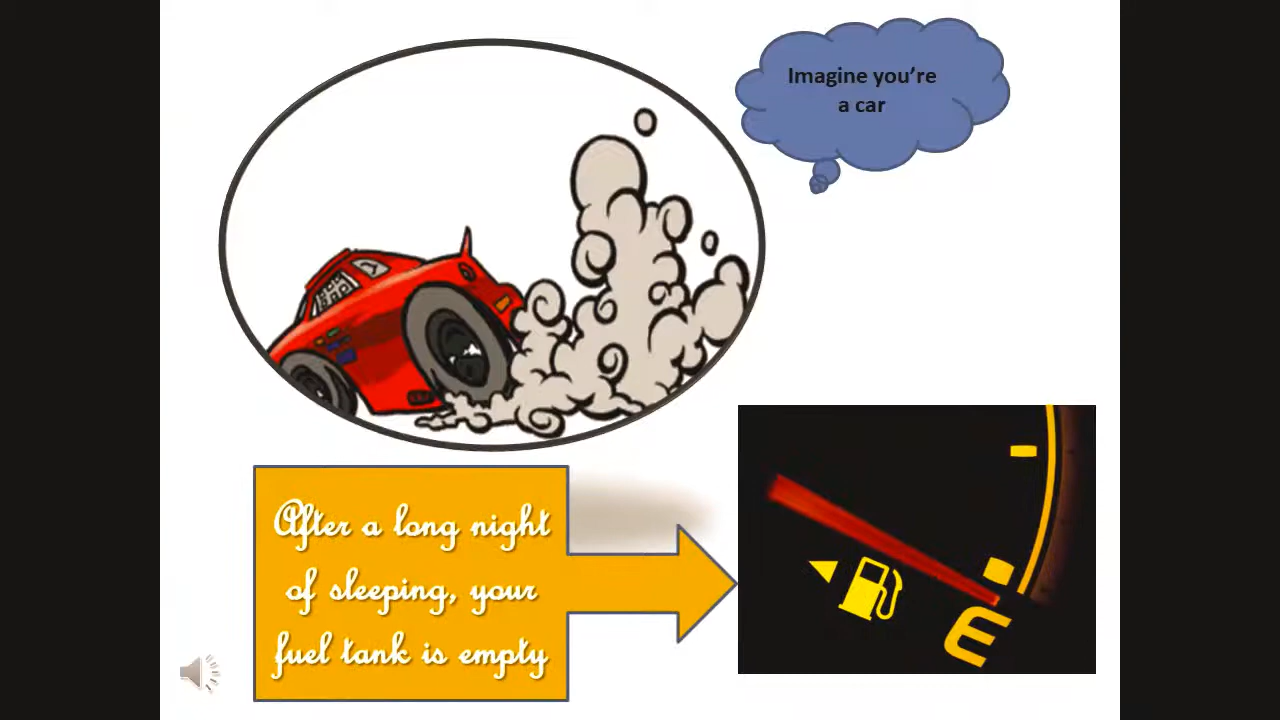 Imagine you're
a car
After a long night
of sleeping, your
fuel tank is empty
E